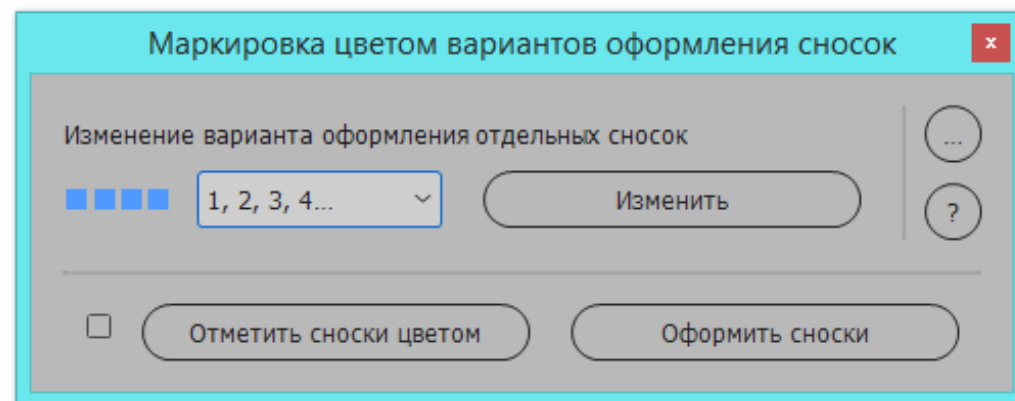 Маркировка цветом вариантов оформления сносок
x
Изменение варианта оформления отдельных сносок
...
1, 2, 3, 4...
Изменить
?
Отметить сноски цветом
Оформить сноски